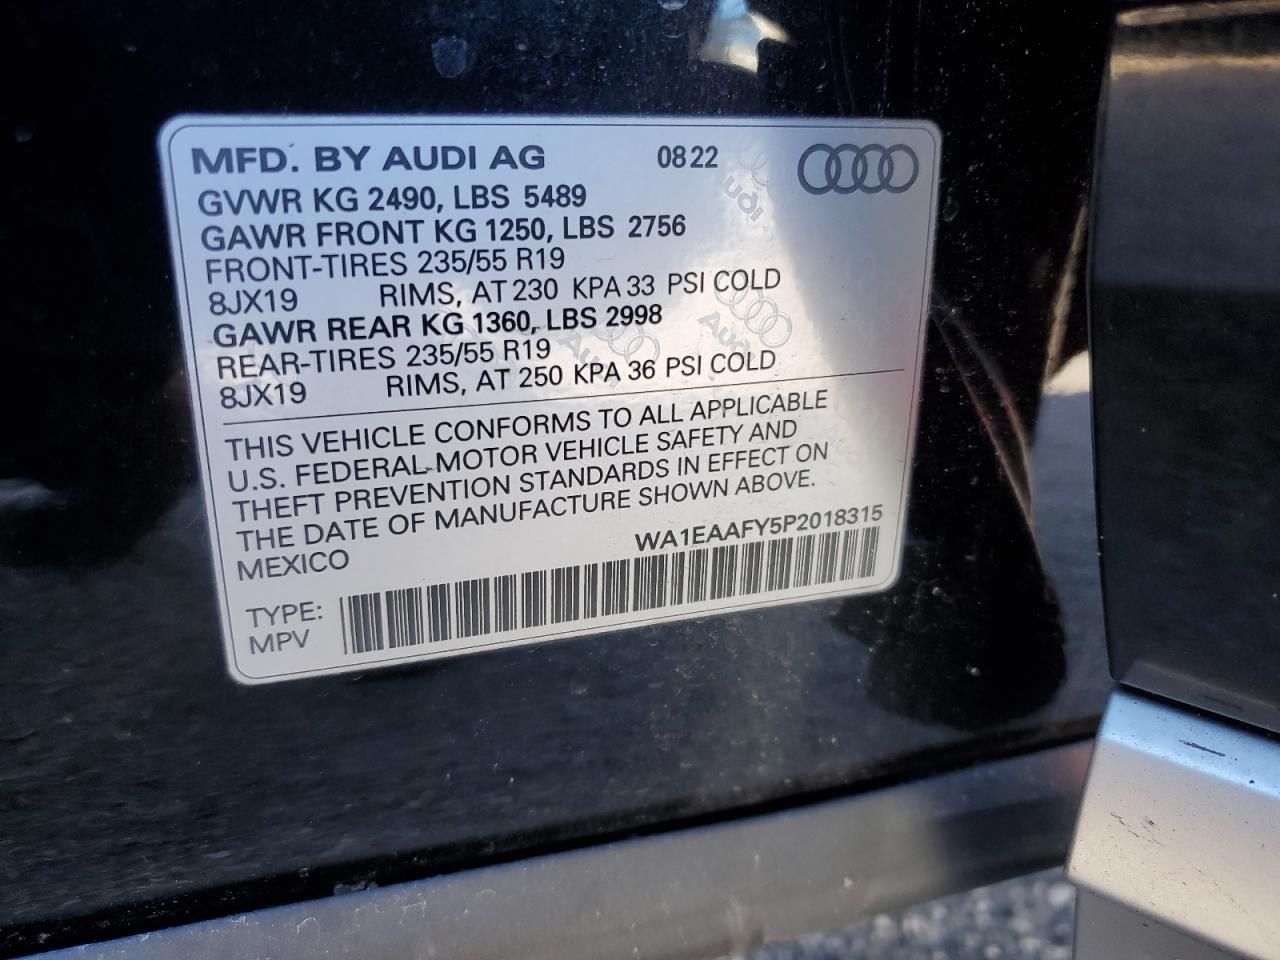 MFD. BY AUDI AG 08 22
GVWR KG 2490, LBS 5489
GAWR FRONT KG 1250, LBS 2756
FRONT-TIRES 235/55 R19
8JX19 RIMS, AT 230 KPA 33 PSI COLD
GAWR REAR KG 1360, LBS 2998
REAR-TIRES 235/55 R19
8JX19 RIMS, AT 250 KPA 36 PSI COLD
THIS VEHICLE CONFORMS TO ALL APPLICABLE
U.S. FEDERAL MOTOR VEHICLE SAFETY AND
THEFT PREVENTION STANDARDS IN EFFECT ON
THE DATE OF MANUFACTURE SHOWN ABOVE.
MEXICO WA1EAAFY5P2018315
TYPE:
MPV
Audi
Audi
Audi